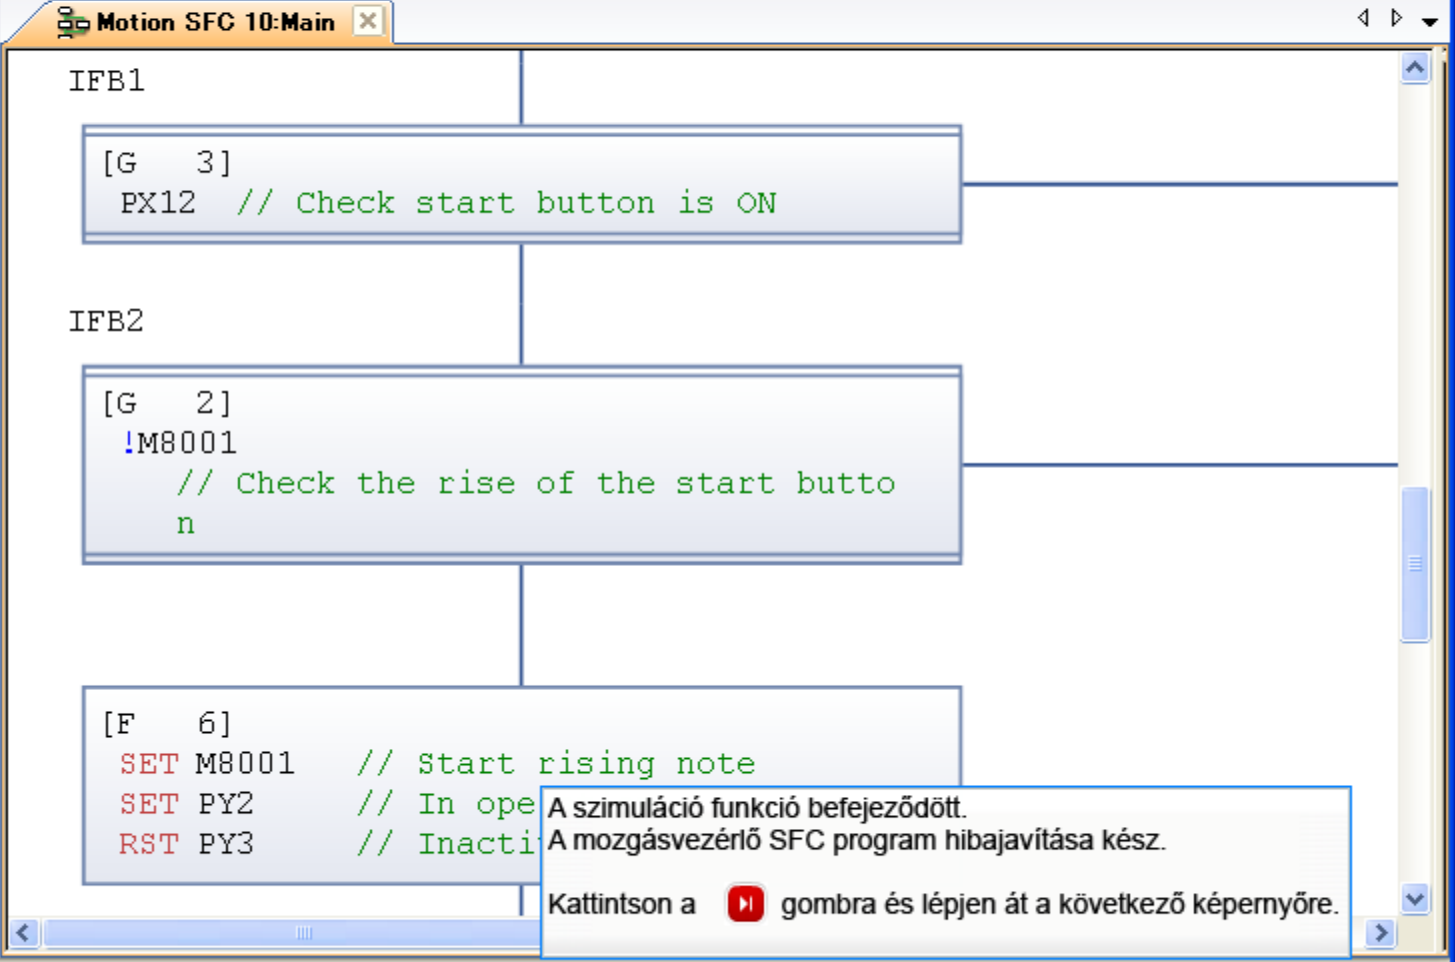 Motion SFC 10:Main
IFB1
[G   3]
PX12  // Check start button is ON
IFB2
[G   2]
!M8001
// Check the rise of the start butto
n
[F   6]
SET M8001   // Start rising note
SET PY2     // In ope
RST PY3     // Inacti
A szimuláció funkció befejeződött.
A mozgásvezérlő SFC program hibajavítása kész.
Kattintson a gombra és lépjen át a következő képernyőre.